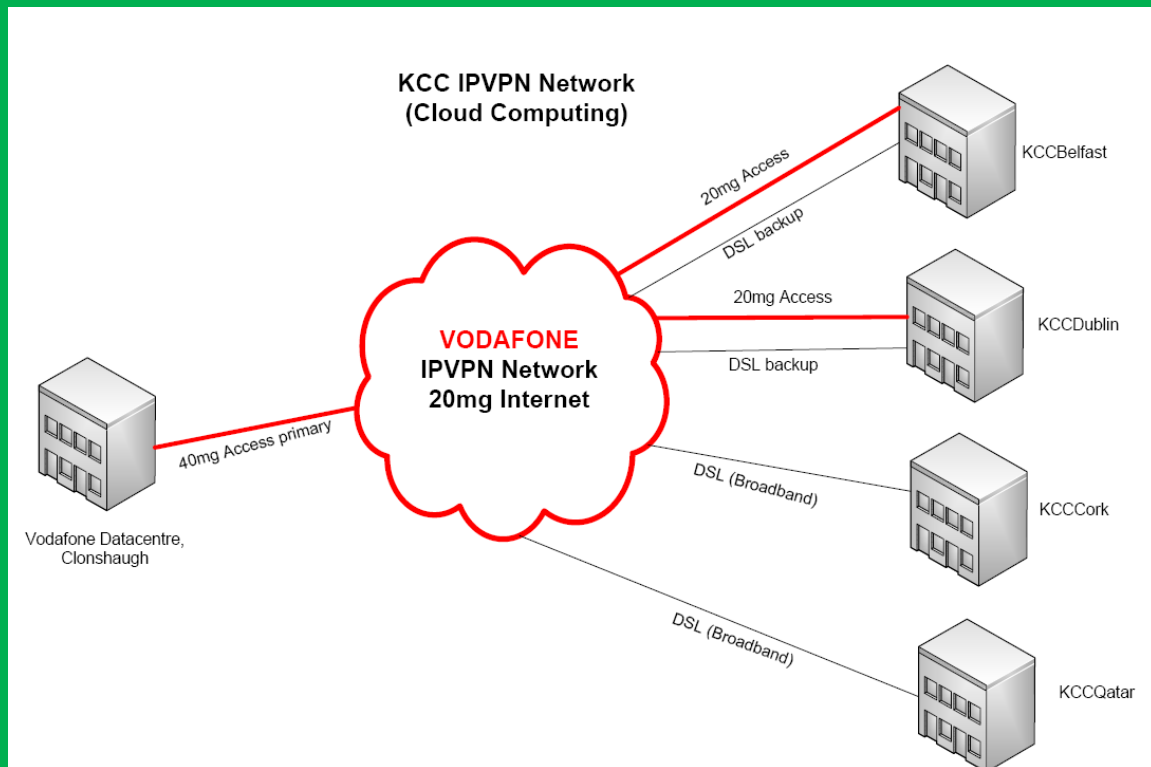 KCC IPVPN Network
(Cloud Computing)
20mg Access
DSL backup
KCCBelfast
20mg Access
DSL backup
KCCDublin
VODAFONE
IPVPN Network
20mg Internet
40mg Access primary
Vodafone Datacentre,
Clonshaugh
DSL (Broadband)
KCCCork
DSL (Broadband)
KCCQatar